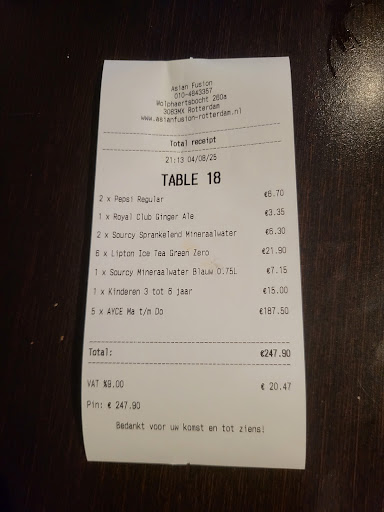 Asian Fusion
010-4843357
Wolphaertsbocht 260a
3083MX Rotterdam
www.Asianfusion-rotterdam.nl
Total receipt
21:13 04/08/25
TABLE 18
2 x Pepsi Regular €6.70
1 x Royal Club Ginger Ale €3.35
2 x Sourcy Sprankelend Mineraalwater €6.30
6 x Lipton Ice Tea Green Zero €21.90
1 x Sourcy Mineraalwater Blauw 0.75L €7.15
1 x Kinderen 3 tot 6 jaar €15.00
5 x AYCE Ma t/m Do €187.50
Total: €247.90
VAT %9.00 € 20.47
Pin: € 247.90
Bedankt voor uw komst en tot ziens!